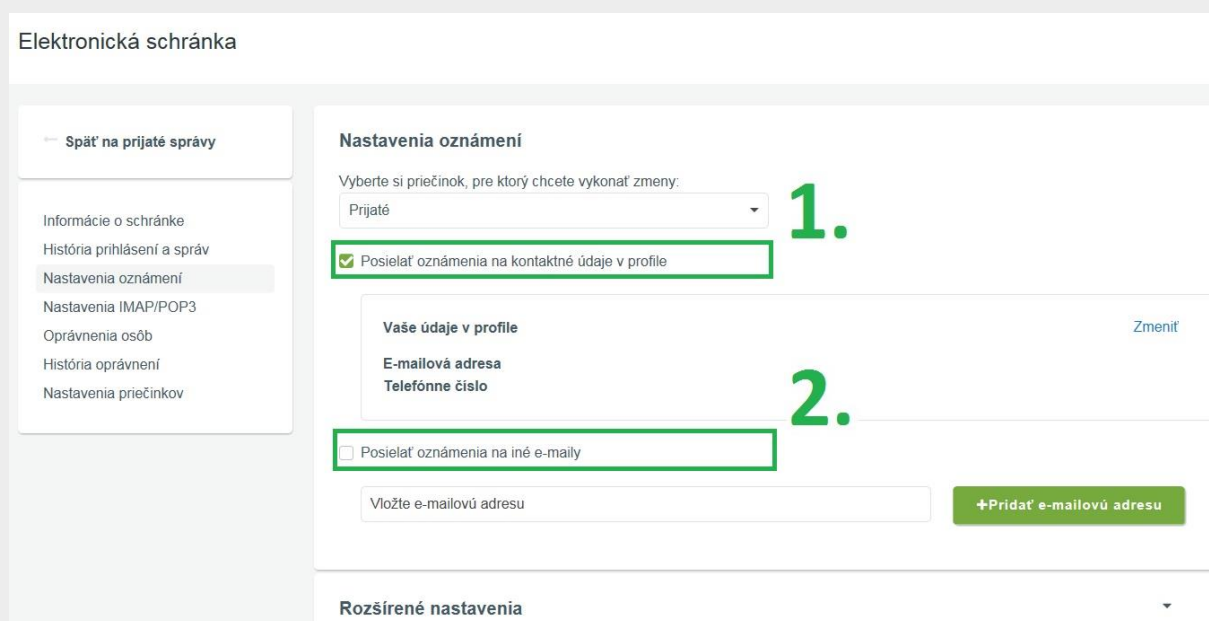 Elektronická schránka
← Späť na prijaté správy
Informácie o schránke
História prihlásení a správ
Nastavenia oznámení
Nastavenia IMAP/POP3
Oprávnenia osôb
História oprávnení
Nastavenia priečinkov
Nastavenia oznámení
Vyberte si priečinok, pre ktorý chcete vykonať zmeny:
Prijaté
1.
Posielať oznámenia na kontaktné údaje v profile
Vaše údaje v profile
Zmeniť
E-mailová adresa
Telefónne číslo
2.
Posielať oznámenia na iné e-maily
Vložte e-mailovú adresu
+Pridať e-mailovú adresu
Rozšírené nastavenia